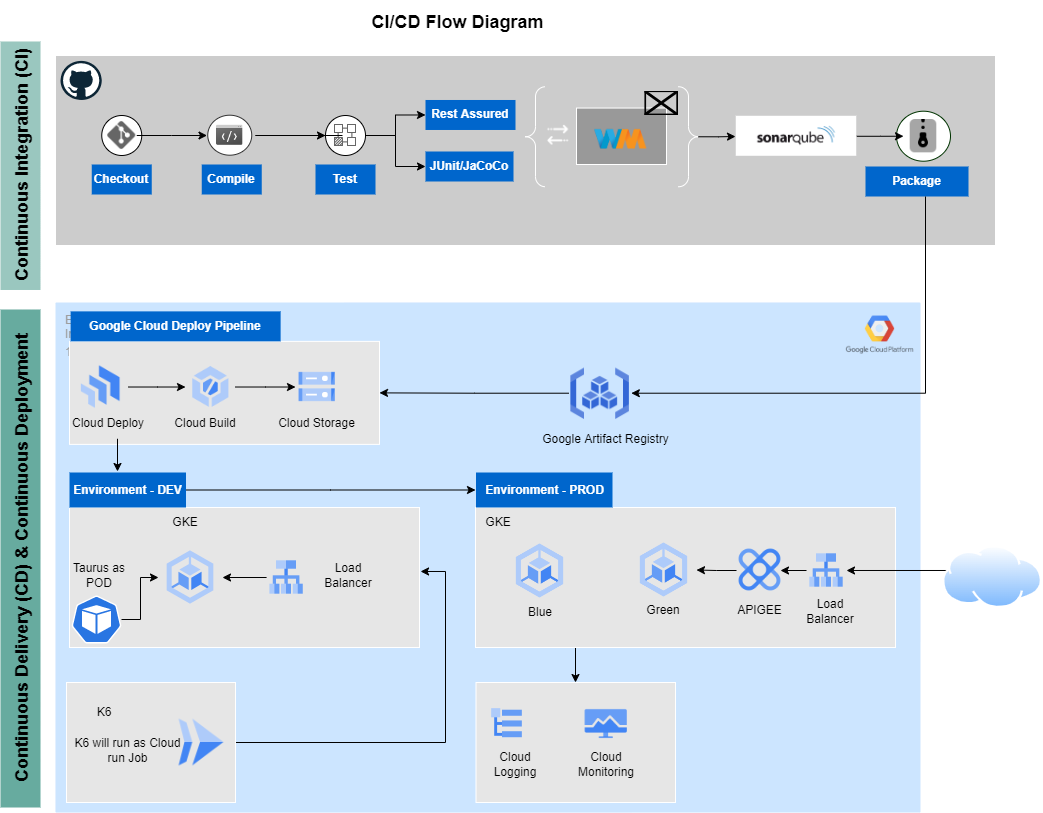 CI/CD Flow Diagram
Continuous Integration (CI)
Checkout
Compile
Test
Rest Assured
JUnit/JaCoCo
WM
sonarqube
Package
Continuous Delivery (CD) & Continuous Deployment
Google Cloud Deploy Pipeline
Google Cloud Platform
Cloud Deploy
Cloud Build
Cloud Storage
Google Artifact Registry
Environment - DEV
Environment - PROD
GKE
Taurus as
POD
Load
Balancer
GKE
Blue
Green
APIGEE
Load
Balancer
K6
K6 will run as Cloud
run Job
Cloud
Logging
Cloud
Monitoring